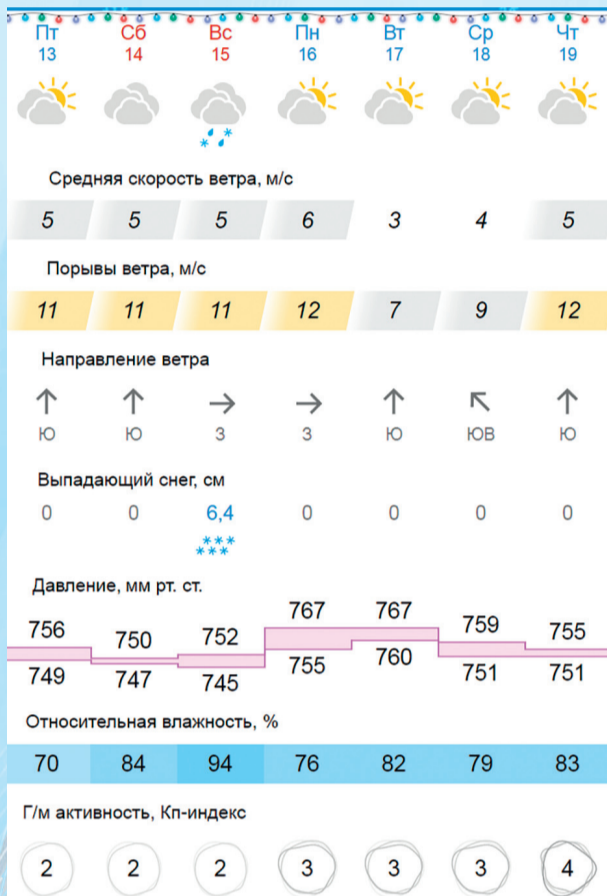 Пт Сб Вс Пн Вт Ср Чт
13 14 15 16 17 18 19
Средняя скорость ветра, м/с
5 5 5 6 3 4 5
Порывы ветра, м/с
11 11 11 12 7 9 12
Направление ветра
Ю Ю З З Ю ЮВ Ю
Выпадающий снег, см
0 0 6,4 0 0 0 0
Давление, мм рт. ст.
756 750 752 767 767 759 755
749 747 745 755 760 751 751
Относительная влажность, %
70 84 94 76 82 79 83
Г/м активность, Кп-индекс
2 2 2 3 3 3 4